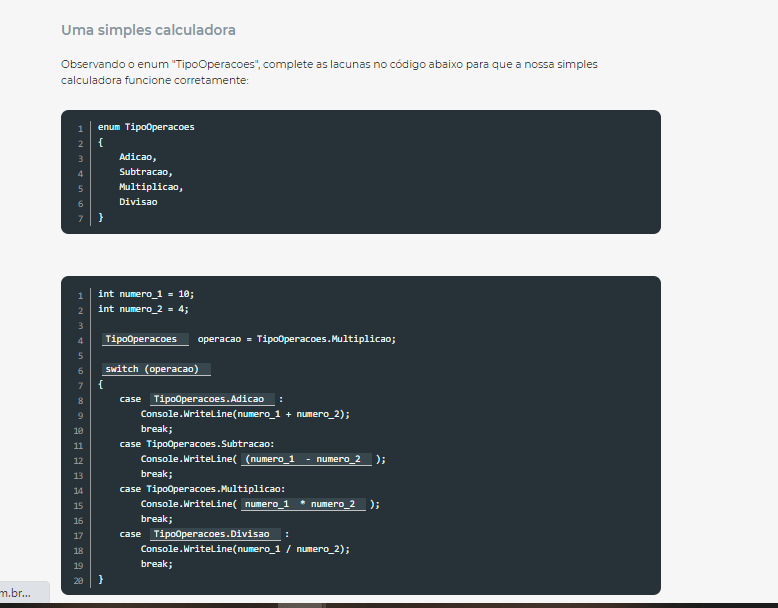 Uma simples calculadora
Observando o enum "TipoOperacoes", complete as lacunas no código abaixo para que a nossa simples
calculadora funcione corretamente:
1 enum TipoOperacoes
2 {
3 Adicao,
4 Subtracao,
5 Multiplicao,
6 Divisao
7 }
1 int numero_1 = 10;
2 int numero_2 = 4;
3
4 TipoOperacoes operacao = TipoOperacoes.Multiplicao;
5
6 switch (operacao)
7 {
8 case TipoOperacoes.Adicao :
9 Console.WriteLine(numero_1 + numero_2);
10 break;
11 case TipoOperacoes.Subtracao:
12 Console.WriteLine( (numero_1 - numero_2 );
13 break;
14 case TipoOperacoes.Multiplicao:
15 Console.WriteLine( numero_1 * numero_2 );
16 break;
17 case TipoOperacoes.Divisao :
18 Console.WriteLine(numero_1 / numero_2);
19 break;
20 }
m.br...